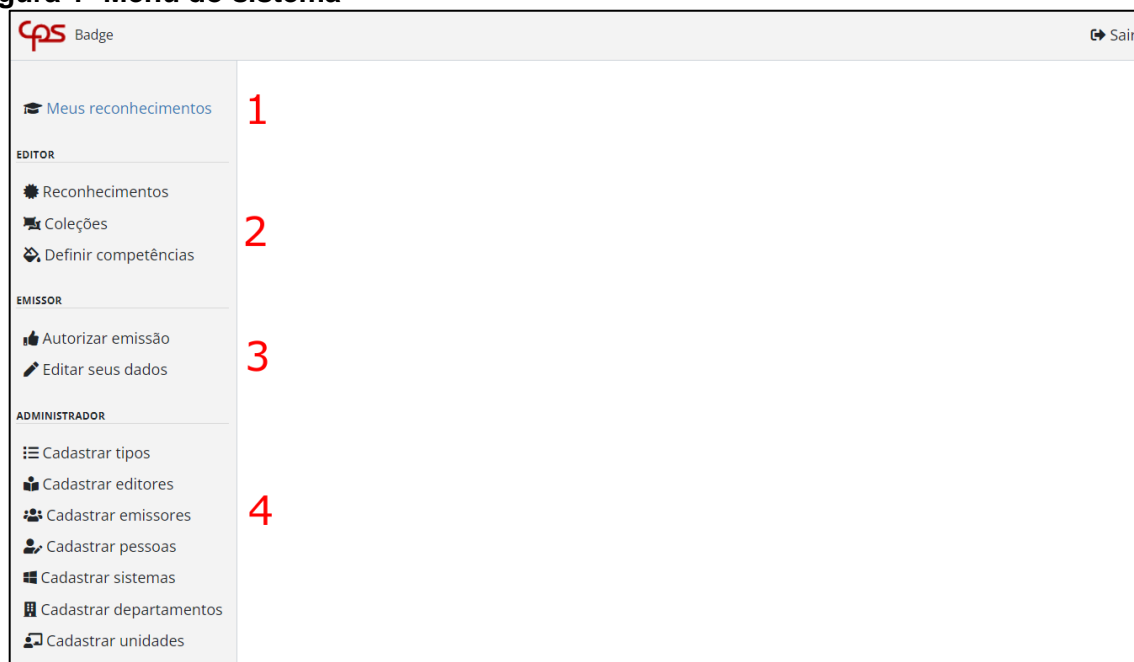 Menu do sistema
cps Badge
Sair
Meus reconhecimentos
1
EDITOR
Reconhecimentos
Coleções
Definir competências
2
EMISSOR
Autorizar emissão
Editar seus dados
3
ADMINISTRADOR
Cadastrar tipos
Cadastrar editores
Cadastrar emissores
Cadastrar pessoas
Cadastrar sistemas
Cadastrar departamentos
Cadastrar unidades
4